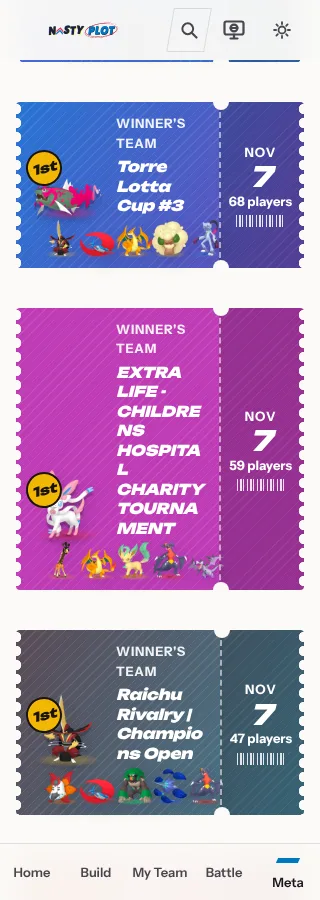 NASTY PLOT
WINNER'S
TEAM
1st
Torre
Lotta
Cup #3
NOV
7
68 players
WINNER'S
TEAM
1st
EXTRA
LIFE -
CHILDRE
NS
HOSPITA
L
CHARITY
TOURNA
MENT
NOV
7
59 players
WINNER'S
TEAM
1st
Raichu
Rivalry |
Champio
ns Open
NOV
7
47 players
Home
Build
My Team
Battle
Meta